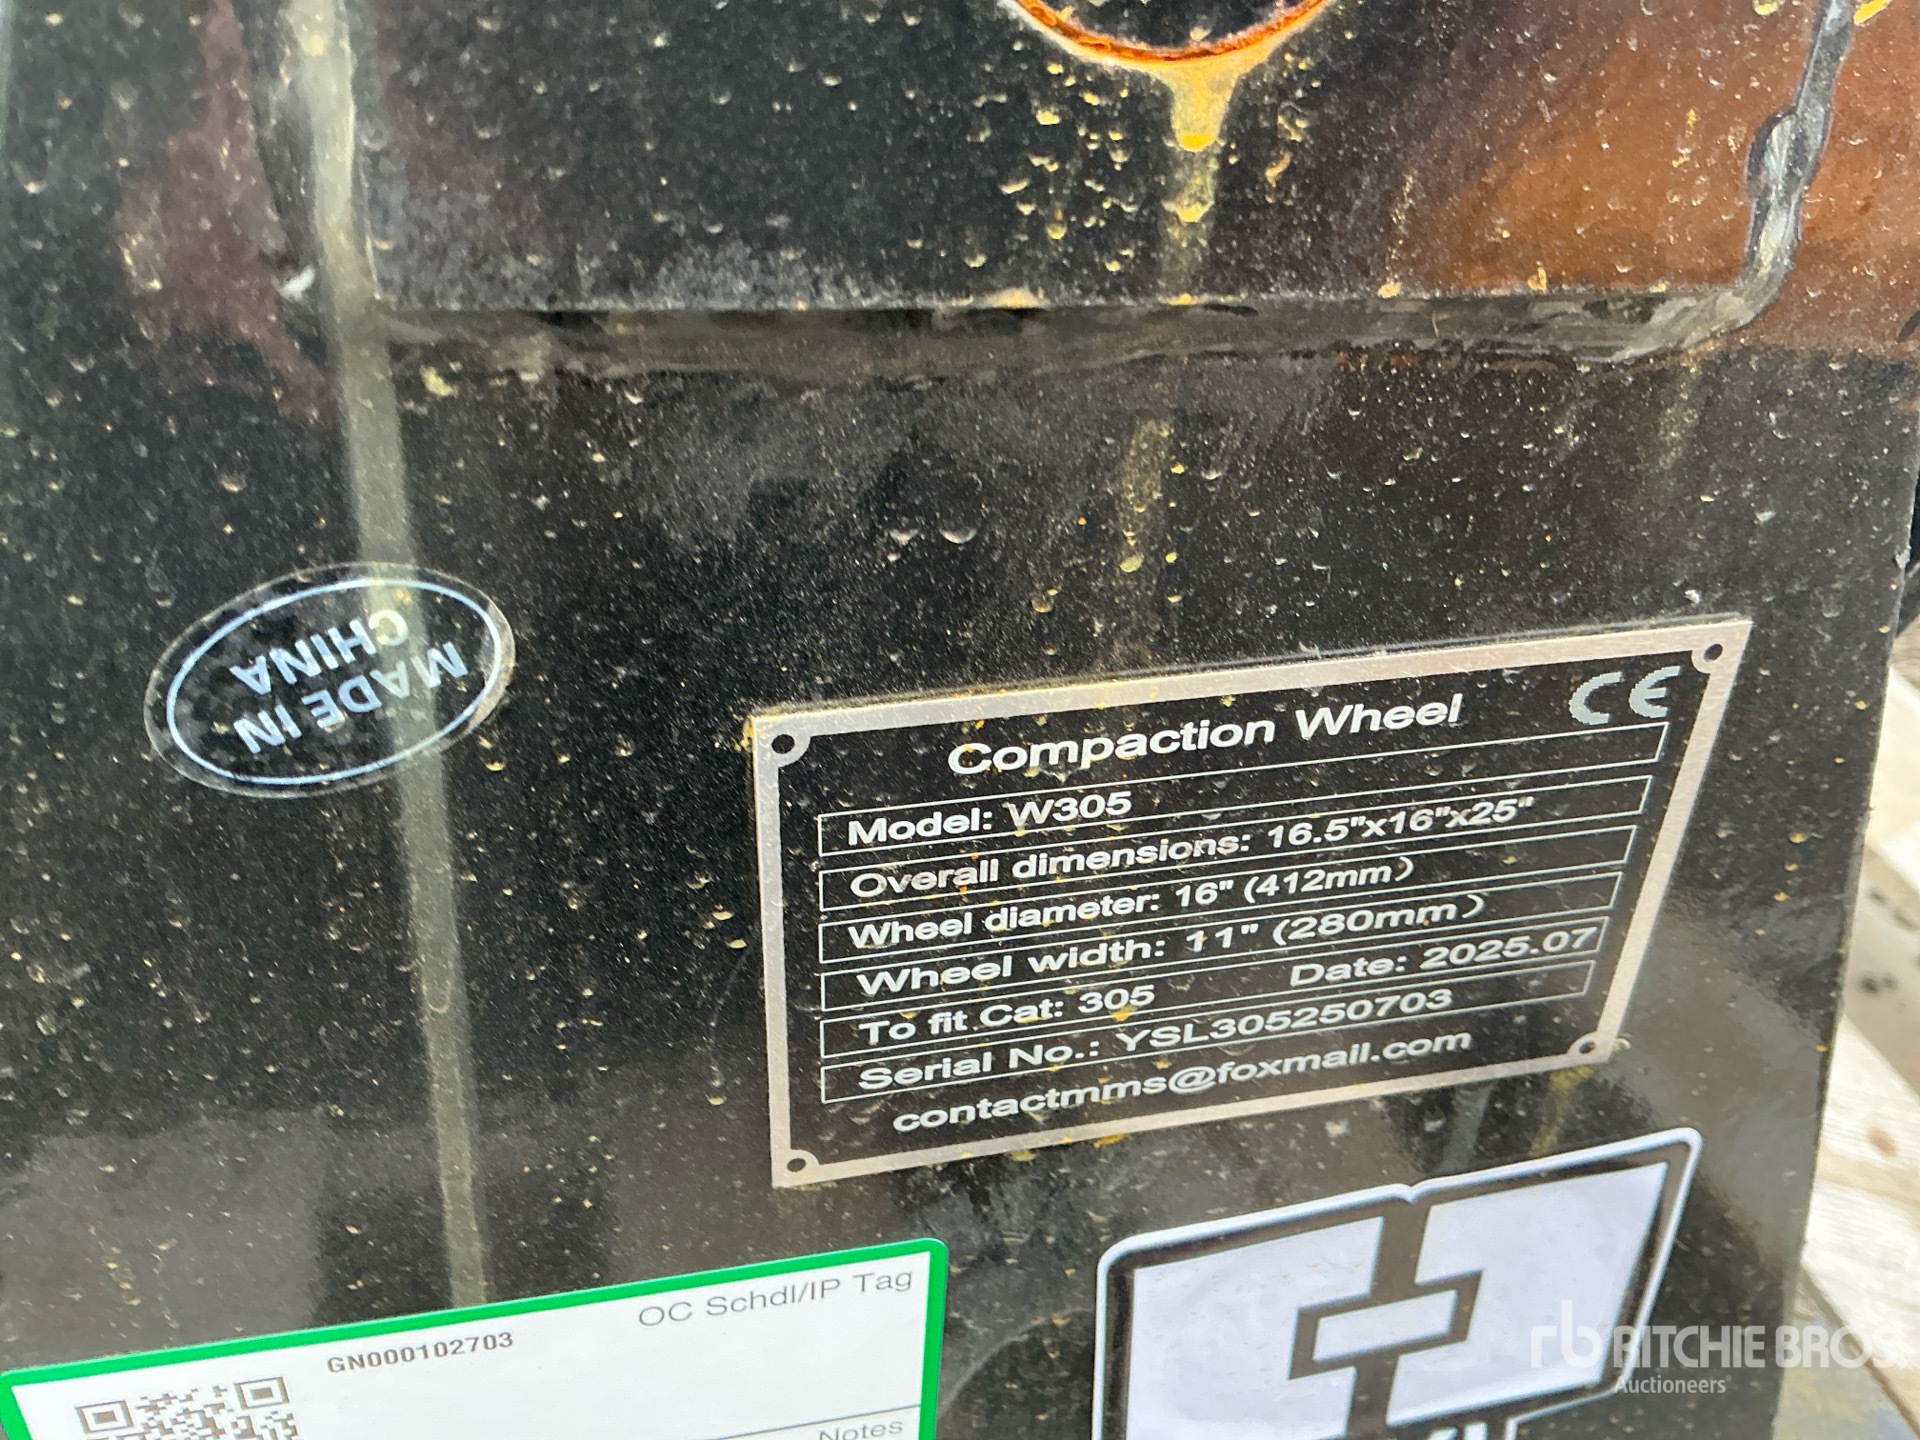 MADE IN
CHINA
Compaction Wheel CE
Model: W305
Overall dimensions: 16.5"x16"x25"
Wheel diameter: 16" (412mm)
Wheel width: 11" (280mm)
To fit Cat: 305 Date: 2025.07
Serial No.: YSL305250703
contactmms@foxmail.com
OC Schdl/IP Tag
GN000102703
Notes
rb RITCHIE BROS.
Auctioneers